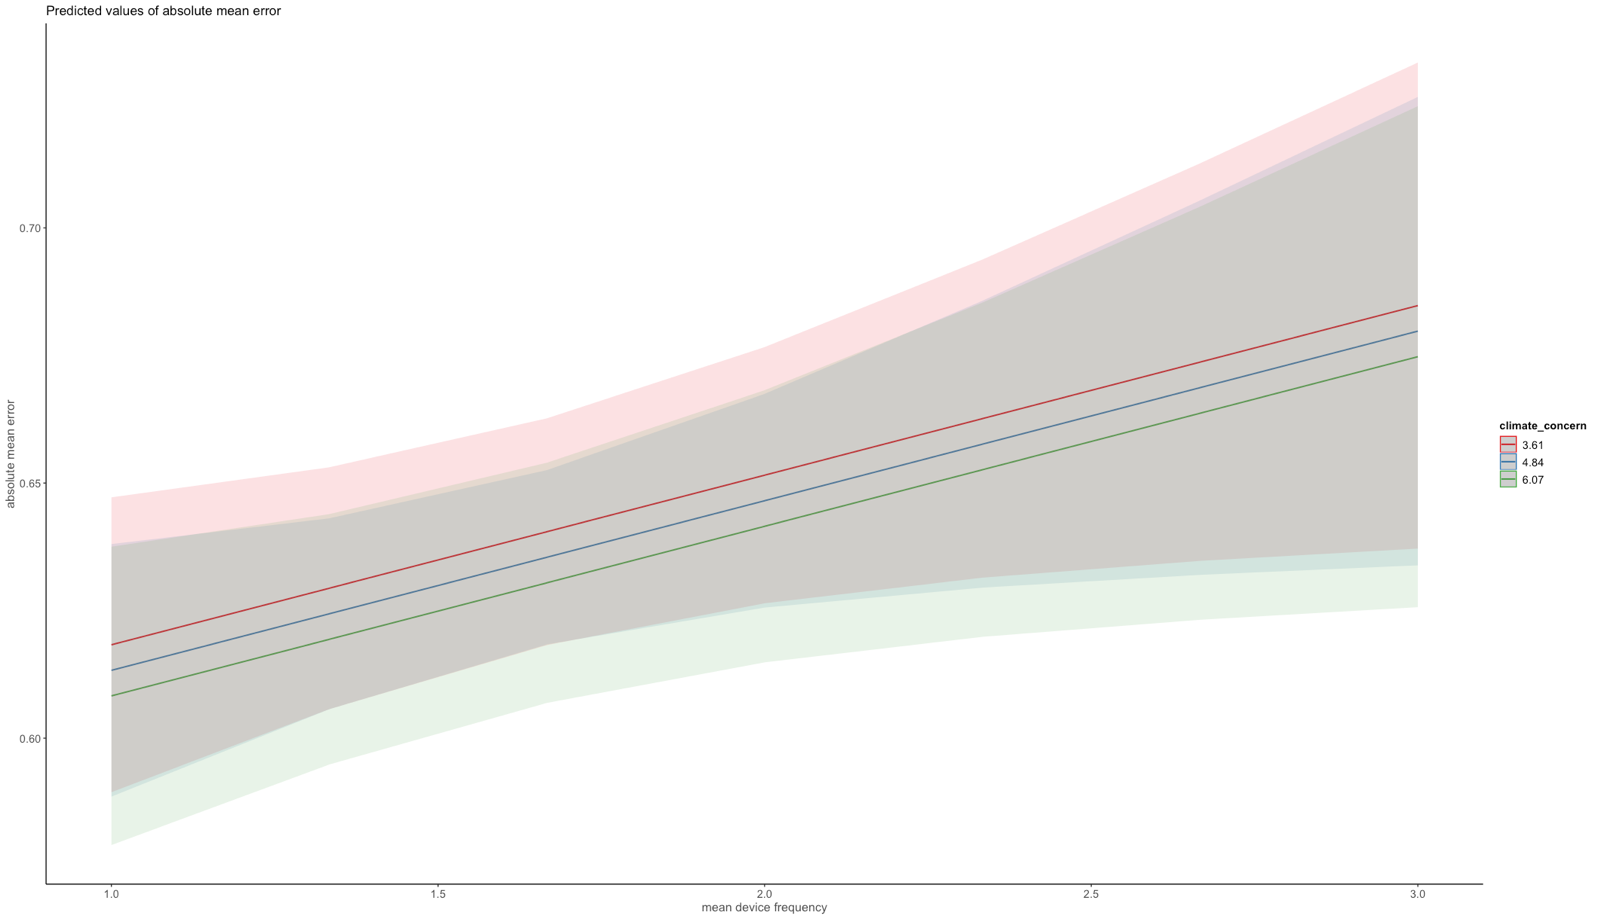 Predicted values of absolute mean error
absolute mean error
0.70
0.65
0.60
1.0
1.5
2.0
2.5
3.0
mean device frequency
climate_concern
3.61
4.84
6.07